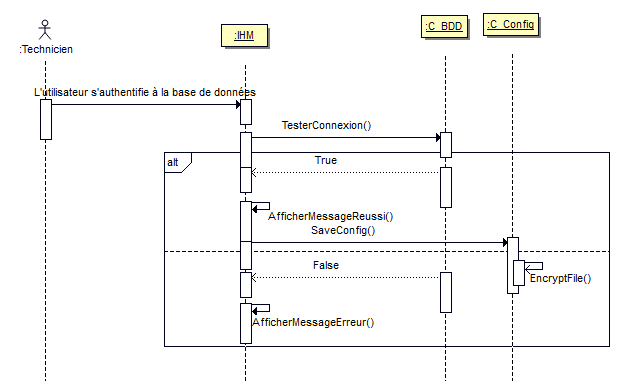 :Technicien
:IHM
:C_BDD
:C_Config
L'utilisateur s'authentifie à la base de données
TesterConnexion()
alt
True
AfficherMessageReussi()
SaveConfig()
False
EncryptFile()
AfficherMessageErreur()